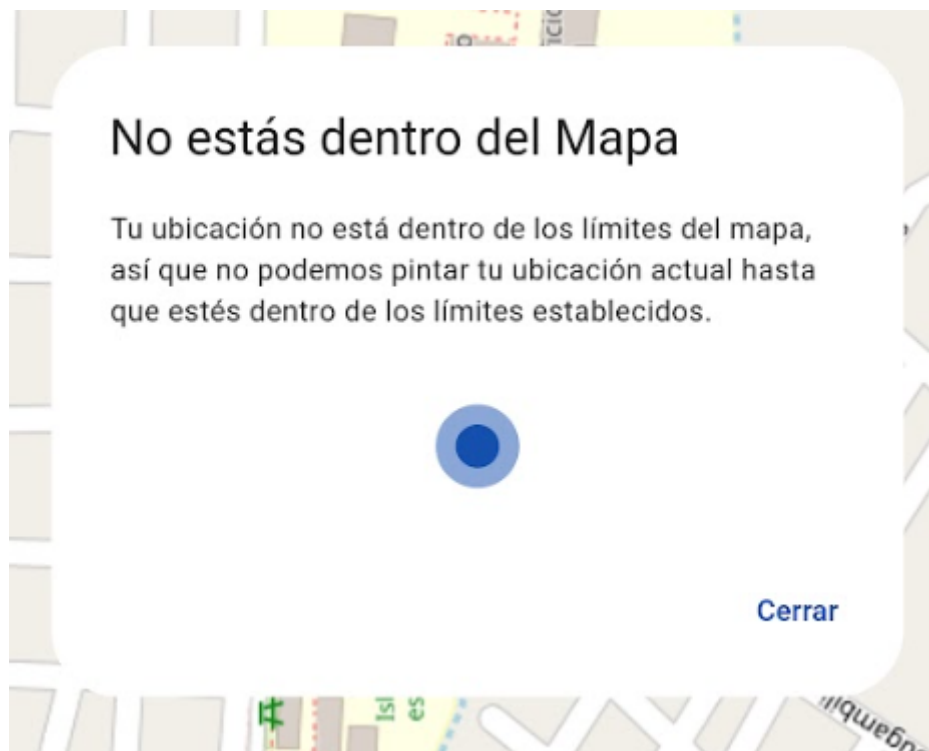 No estás dentro del Mapa
Tu ubicación no está dentro de los límites del mapa,
así que no podemos pintar tu ubicación actual hasta
que estés dentro de los límites establecidos.
Cerrar